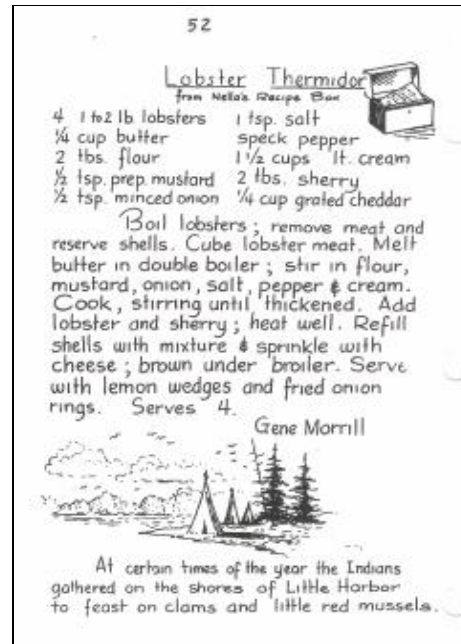 52
Lobster Thermidor
from Nella's Recipe Box
4 1 to 2 lb. lobsters
¼ cup butter
2 tbs. flour
½ tsp. prep. mustard
½ tsp. minced onion
1 tsp. salt
speck pepper
1 ½ cups lt. cream
2 tbs. sherry
¼ cup grated cheddar
Boil lobsters; remove meat and
reserve shells. Cube lobster meat. Melt
butter in double boiler; stir in flour,
mustard, onion, salt, pepper & cream.
Cook, stirring until thickened. Add
lobster and sherry; heat well. Refill
shells with mixture & sprinkle with
cheese; brown under broiler. Serve
with lemon wedges and fried onion
rings. Serves 4.
Gene Morrill
At certain times of the year the Indians
gathered on the shores of Little Harbor
to feast on clams and little red mussels.